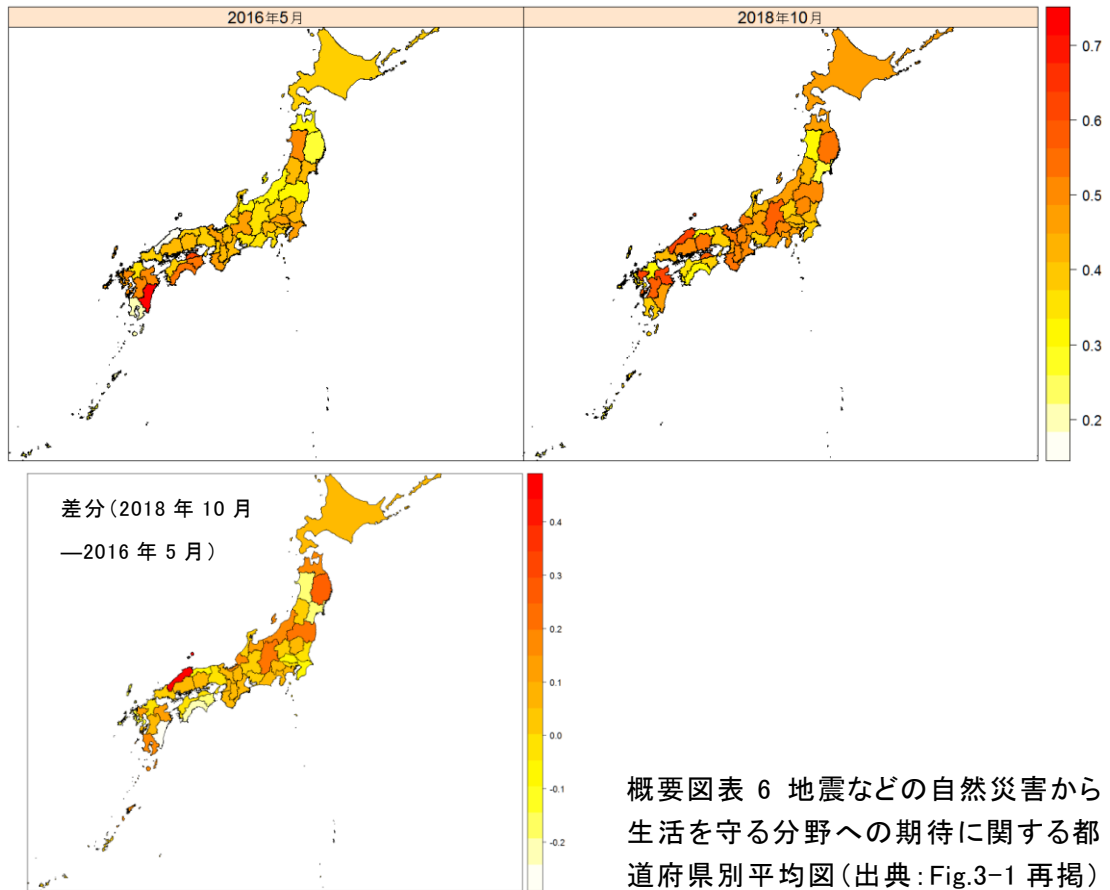 2016年5月
2018年10月
0.7
0.6
0.5
0.4
0.3
0.2
差分（2018 年 10 月
―2016 年 5 月）
0.4
0.3
0.2
0.1
0.0
-0.1
-0.2
概要図表 6 地震などの自然災害から
生活を守る分野への期待に関する都
道府県別平均図（出典：Fig.3-1 再掲）